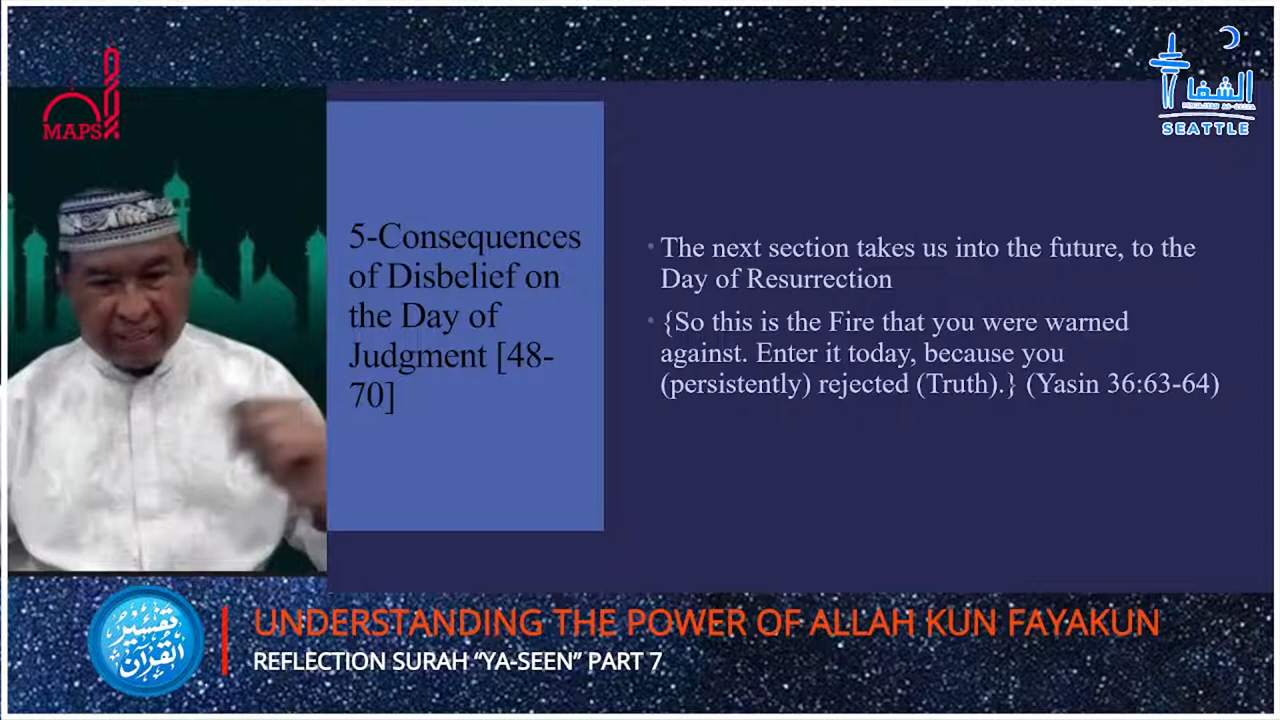 MAPS
الشفاء
SEATTLE
5-Consequences
of Disbelief on
the Day of
Judgment [48-
70]
• The next section takes us into the future, to the
Day of Resurrection
• {So this is the Fire that you were warned
against. Enter it today, because you
(persistently) rejected (Truth).} (Yasin 36:63-64)
تفسير
القرآن
UNDERSTANDING THE POWER OF ALLAH KUN FAYAKUN
REFLECTION SURAH “YA-SEEN” PART 7